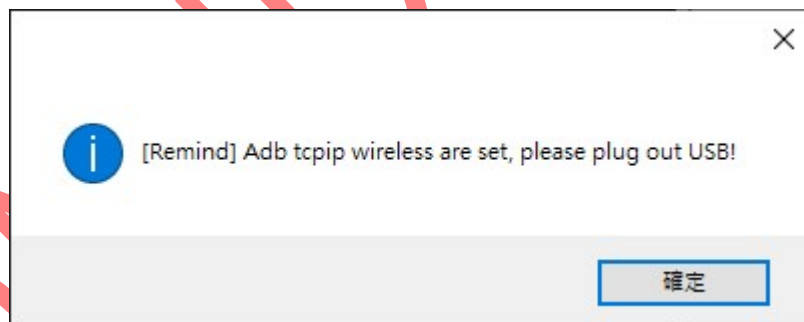 [Remind] Adb tcpip wireless are set, please plug out USB!
確定